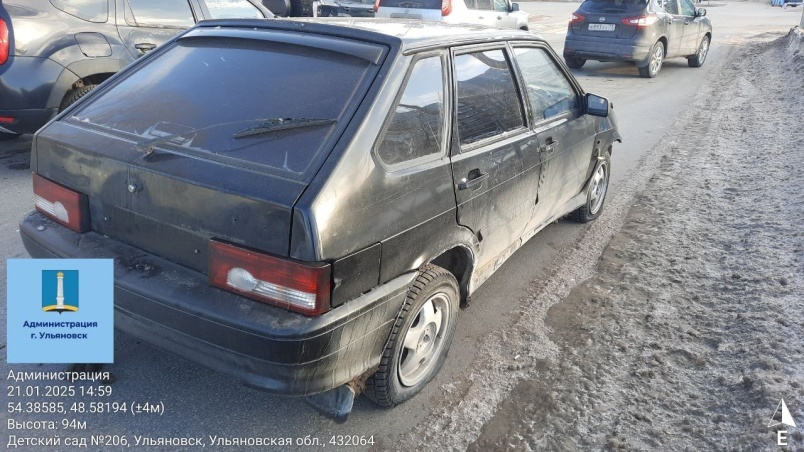 Администрация
г. Ульяновск
Администрация
21.01.2025 14:59
54.38585, 48.58194 (±4м)
Высота: 94м
Детский сад №206, Ульяновск, Ульяновская обл., 432064
E